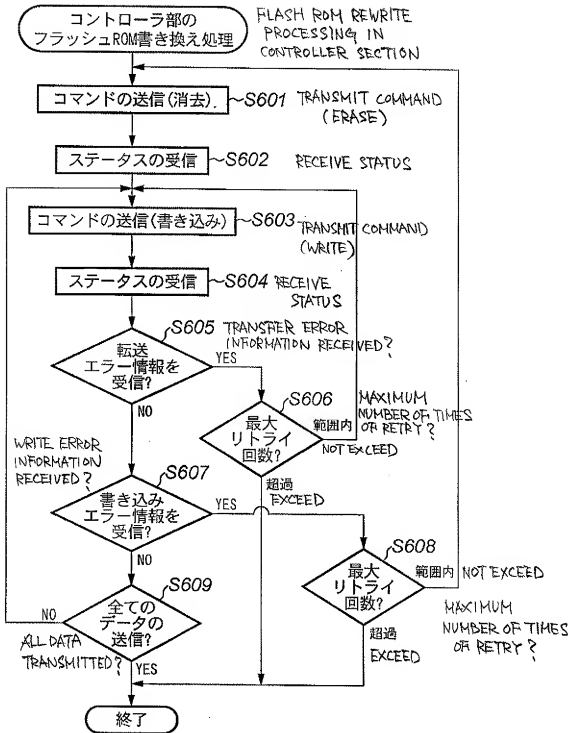 コントローラ部の
フラッシュROM書き換え処理
FLASH ROM REWRITE
PROCESSING IN
CONTROLLER SECTION
コマンドの送信(消去).
S601
TRANSMIT COMMAND
(ERASE)
ステータスの受信
S602
RECEIVE STATUS
コマンドの送信(書き込み)
S603
TRANSMIT COMMAND
(WRITE)
ステータスの受信
S604
RECEIVE
STATUS
S605
TRANSFER ERROR
INFORMATION RECEIVED?
転送
エラー情報を
受信?
YES
NO
S606
MAXIMUM
NUMBER OF TIMES
OF RETRY?
最大
リトライ
回数?
範囲内
NOT EXCEED
超過
EXCEED
WRITE ERROR
INFORMATION
RECEIVED?
S607
書き込み
エラー情報を
受信?
YES
NO
S608
最大
リトライ
回数?
範囲内 NOT EXCEED
MAXIMUM
NUMBER OF TIMES
OF RETRY?
超過
EXCEED
S609
全ての
データの
送信?
NO
ALL DATA
TRANSMITTED?
YES
終了